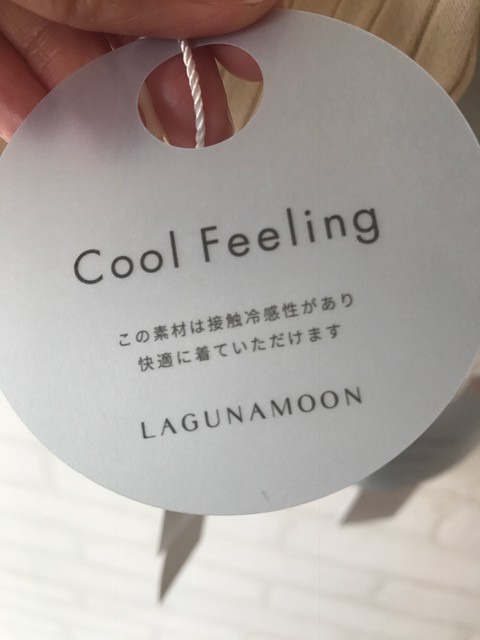 Cool Feeling
この素材は接触冷感性があり
快適に着ていただけます
LAGUNAMOON